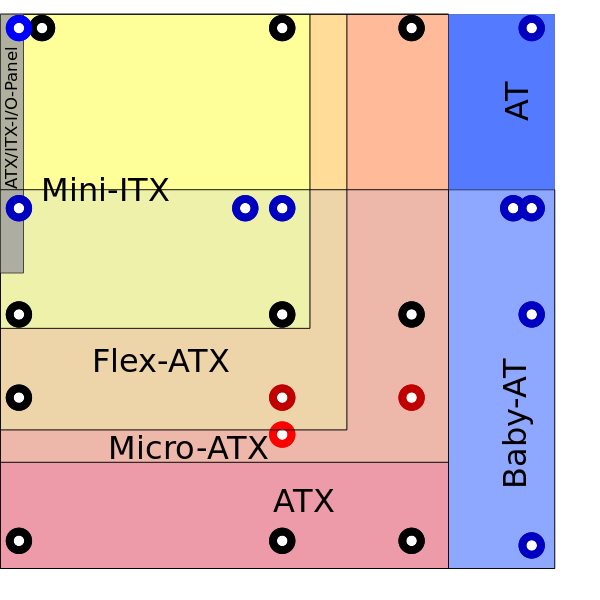 ATX/ITX-I/O-Panel
AT
Mini-ITX
Flex-ATX
Baby-AT
Micro-ATX
ATX